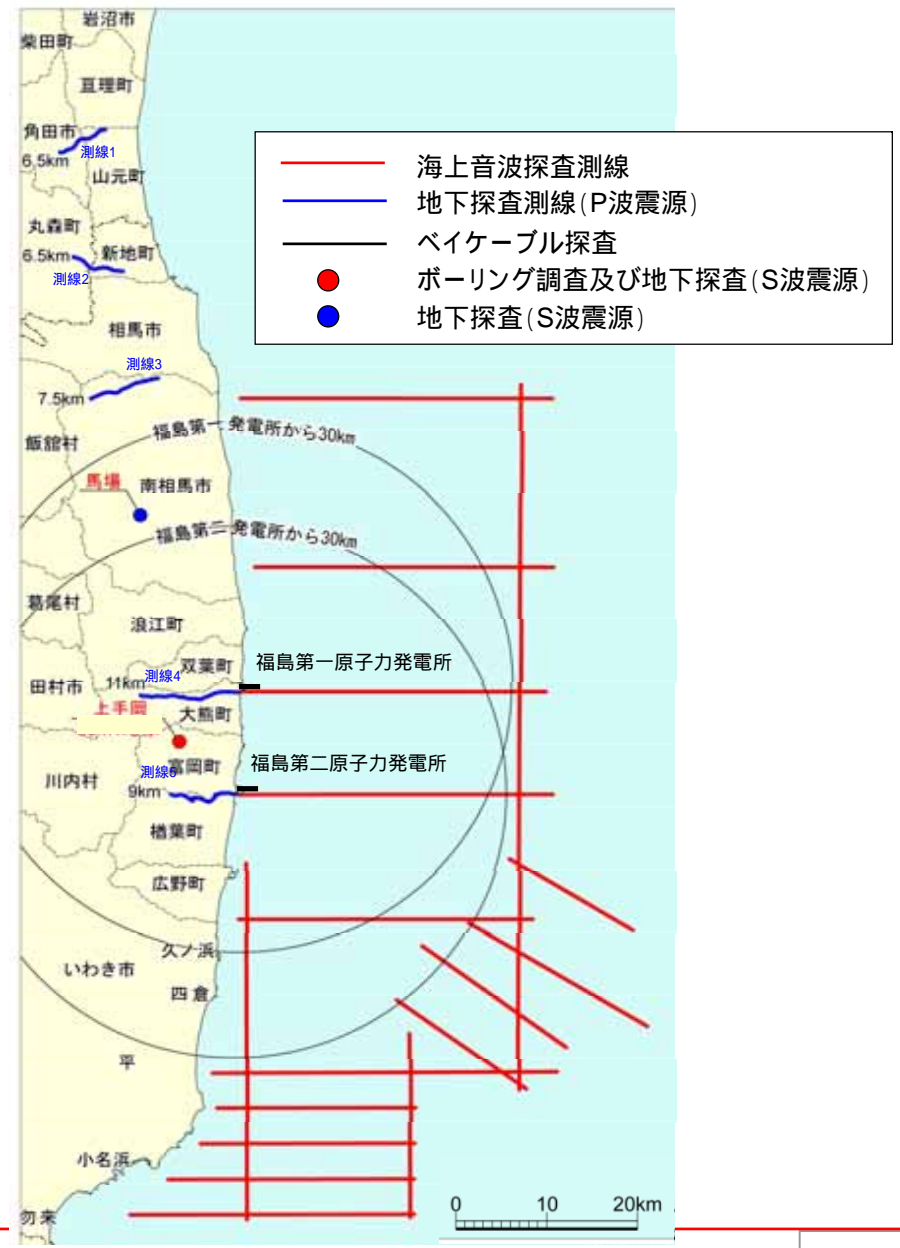 岩沼市
柴田町
亘理町
角田市
測線1
6.5km
山元町
海上音波探査測線
地下探査測線(P波震源)
ベイケーブル探査
ボーリング調査及び地下探査(S波震源)
地下探査(S波震源)
丸森町
6.5km
新地町
測線2
相馬市
測線3
7.5km
福島第一発電所から30km
飯舘村
馬場
南相馬市
福島第二発電所から30km
葛尾村
浪江町
双葉町
福島第一原子力発電所
測線4
11km
田村市
上手岡
大熊町
福島第二原子力発電所
富岡町
測線5
川内村
9km
楢葉町
広野町
久ノ浜
いわき市
四倉
平
小名浜
勿来
0 10 20km